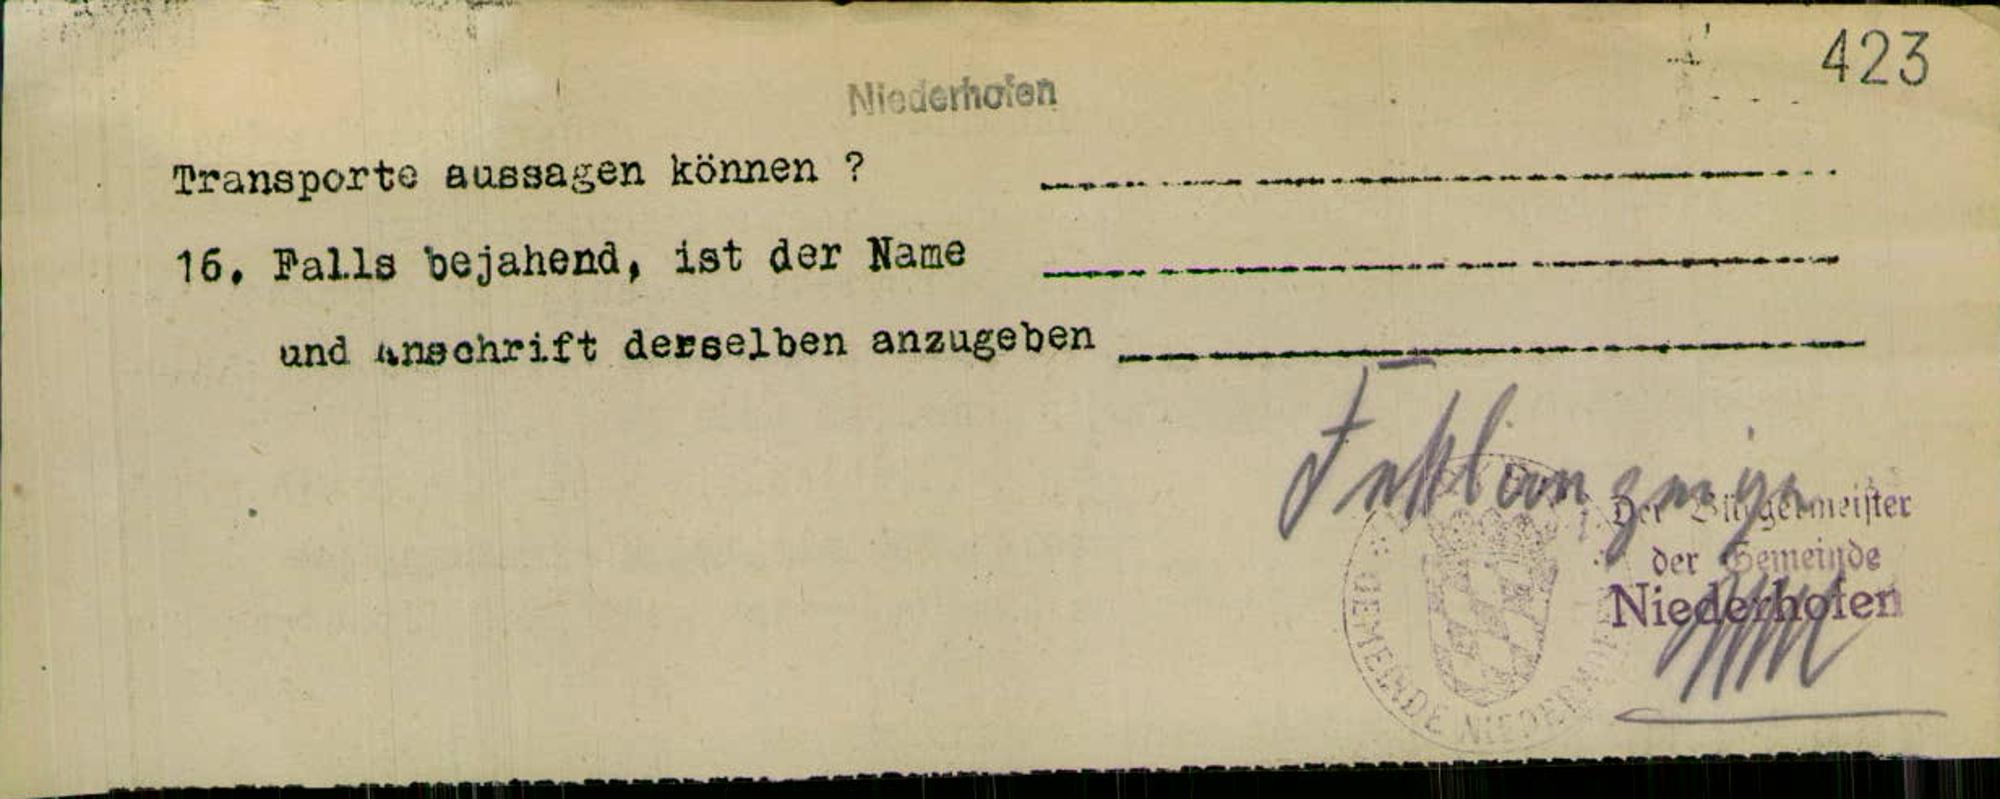 423
Niederhofen
Transporte aussagen können ?
16. Falls bejahend, ist der Name
und Anschrift derselben anzugeben
Fehlanzeige
Der Bürgermeister
der Gemeinde
Niederhofen
GEMEINDE NIEDERHOFEN